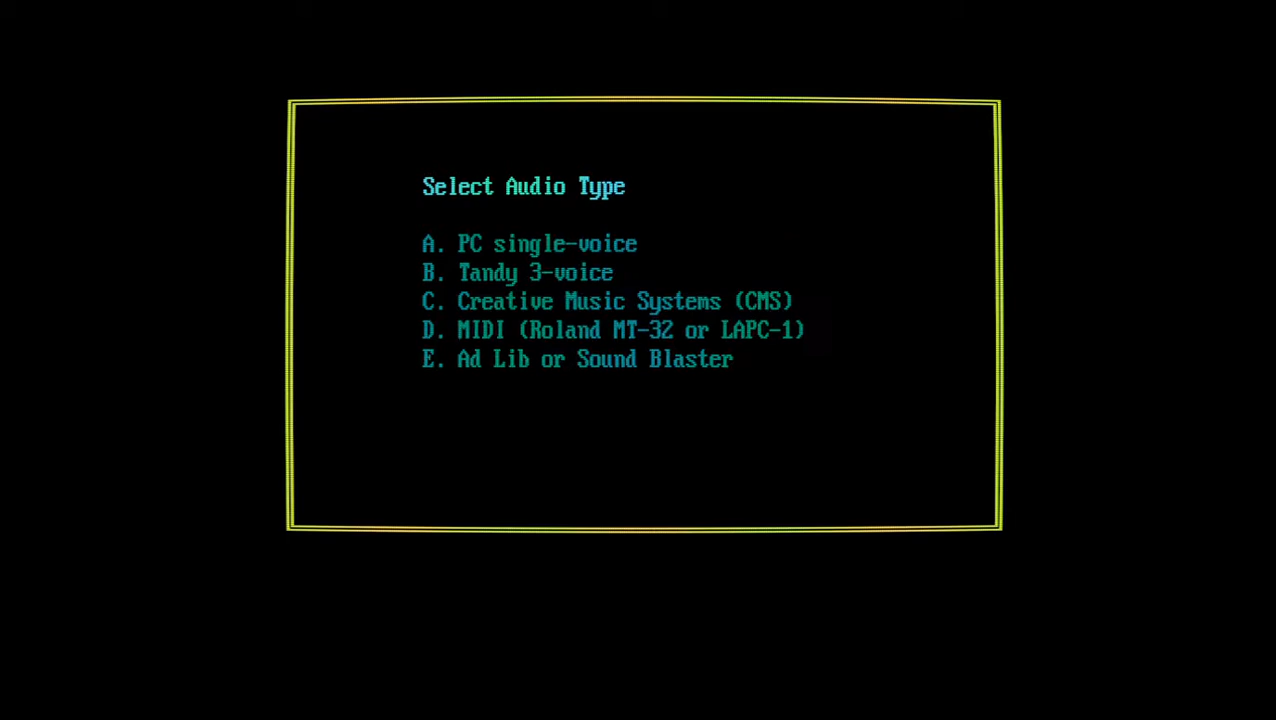 Select Audio Type
A. PC single-voice
B. Tandy 3-voice
C. Creative Music Systems (CMS)
D. MIDI (Roland MT-32 or LAPC-1)
E. Ad Lib or Sound Blaster